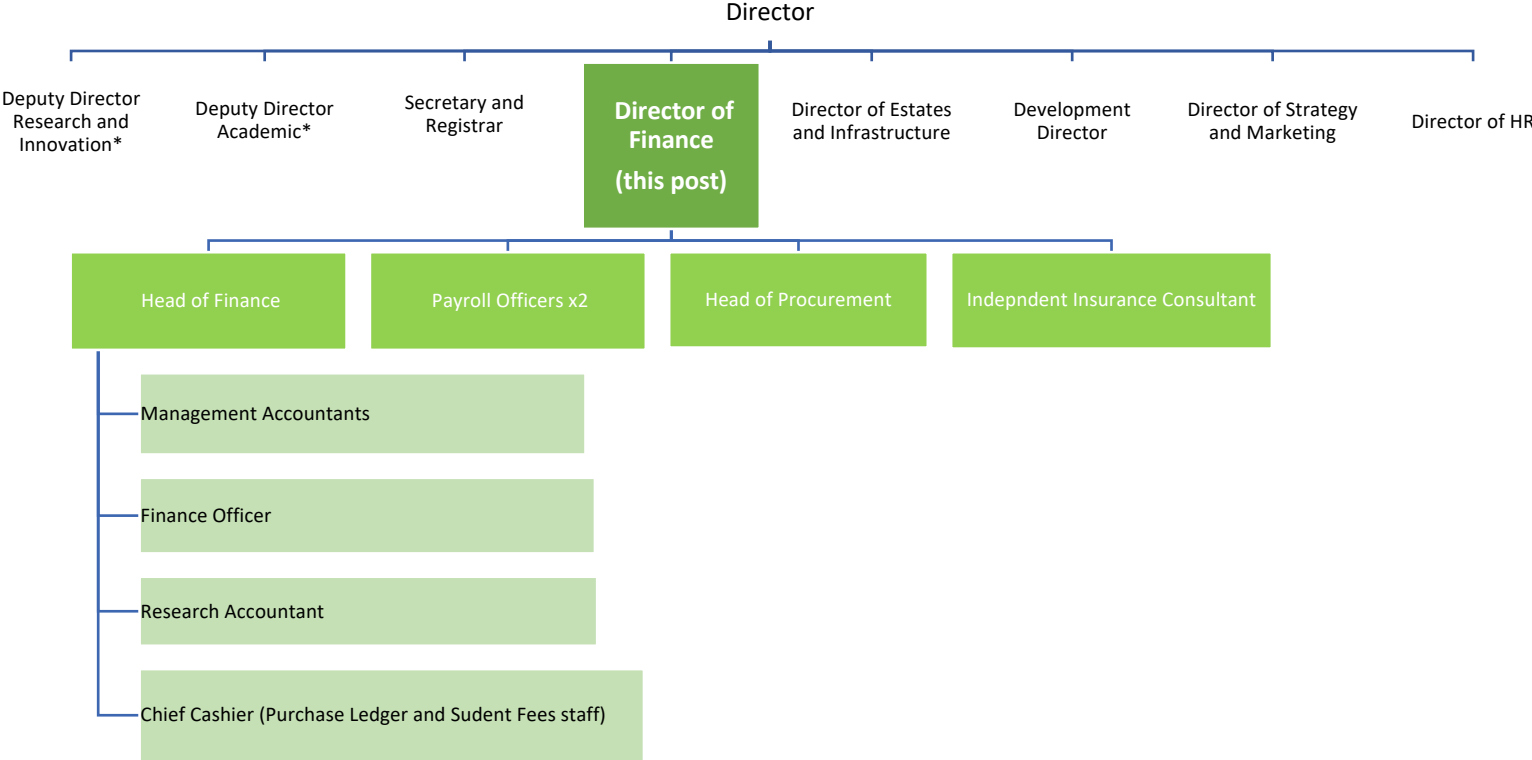 Director
Deputy Director
Research and
Innovation*
Deputy Director
Academic*
Secretary and
Registrar
Director of
Finance
(this post)
Director of Estates
and Infrastructure
Development
Director
Director of Strategy
and Marketing
Director of HR
Head of Finance
Payroll Officers x2
Head of Procurement
Indepndent Insurance Consultant
Management Accountants
Finance Officer
Research Accountant
Chief Cashier (Purchase Ledger and Sudent Fees staff)